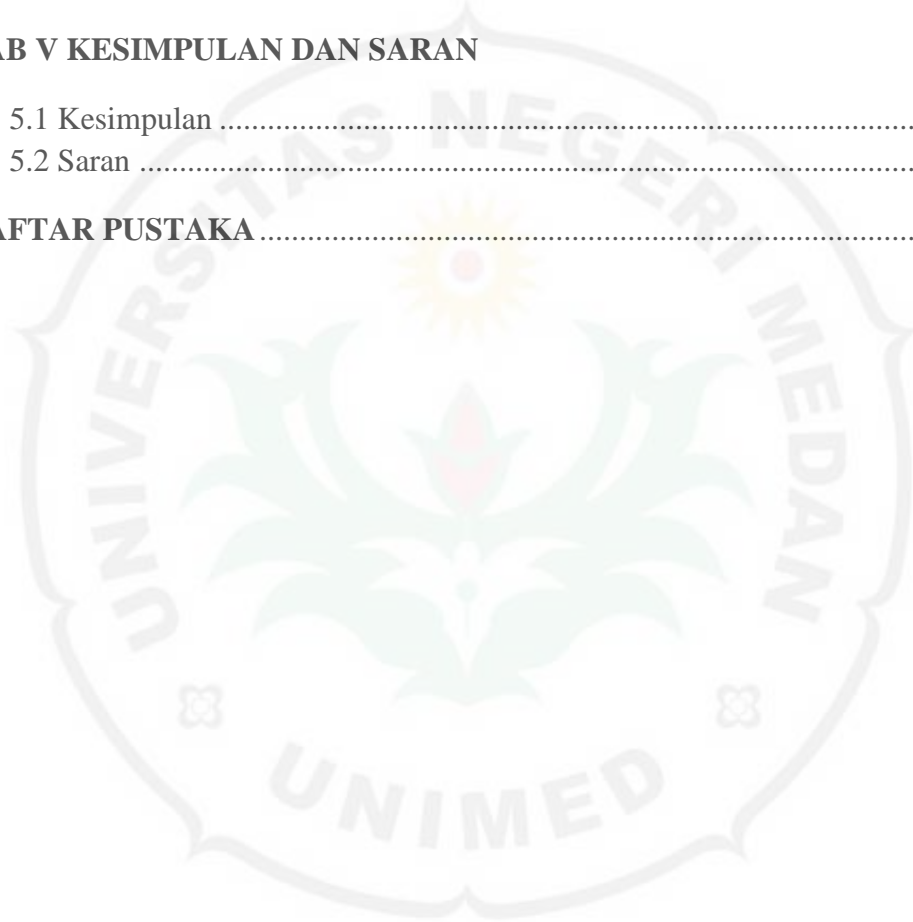 AB V KESIMPULAN DAN SARAN
5.1 Kesimpulan ........................................................................................
5.2 Saran ..................................................................................................
AFTAR PUSTAKA ...................................................................................
UNIVERSITAS NEGERI MEDAN
UNIMED